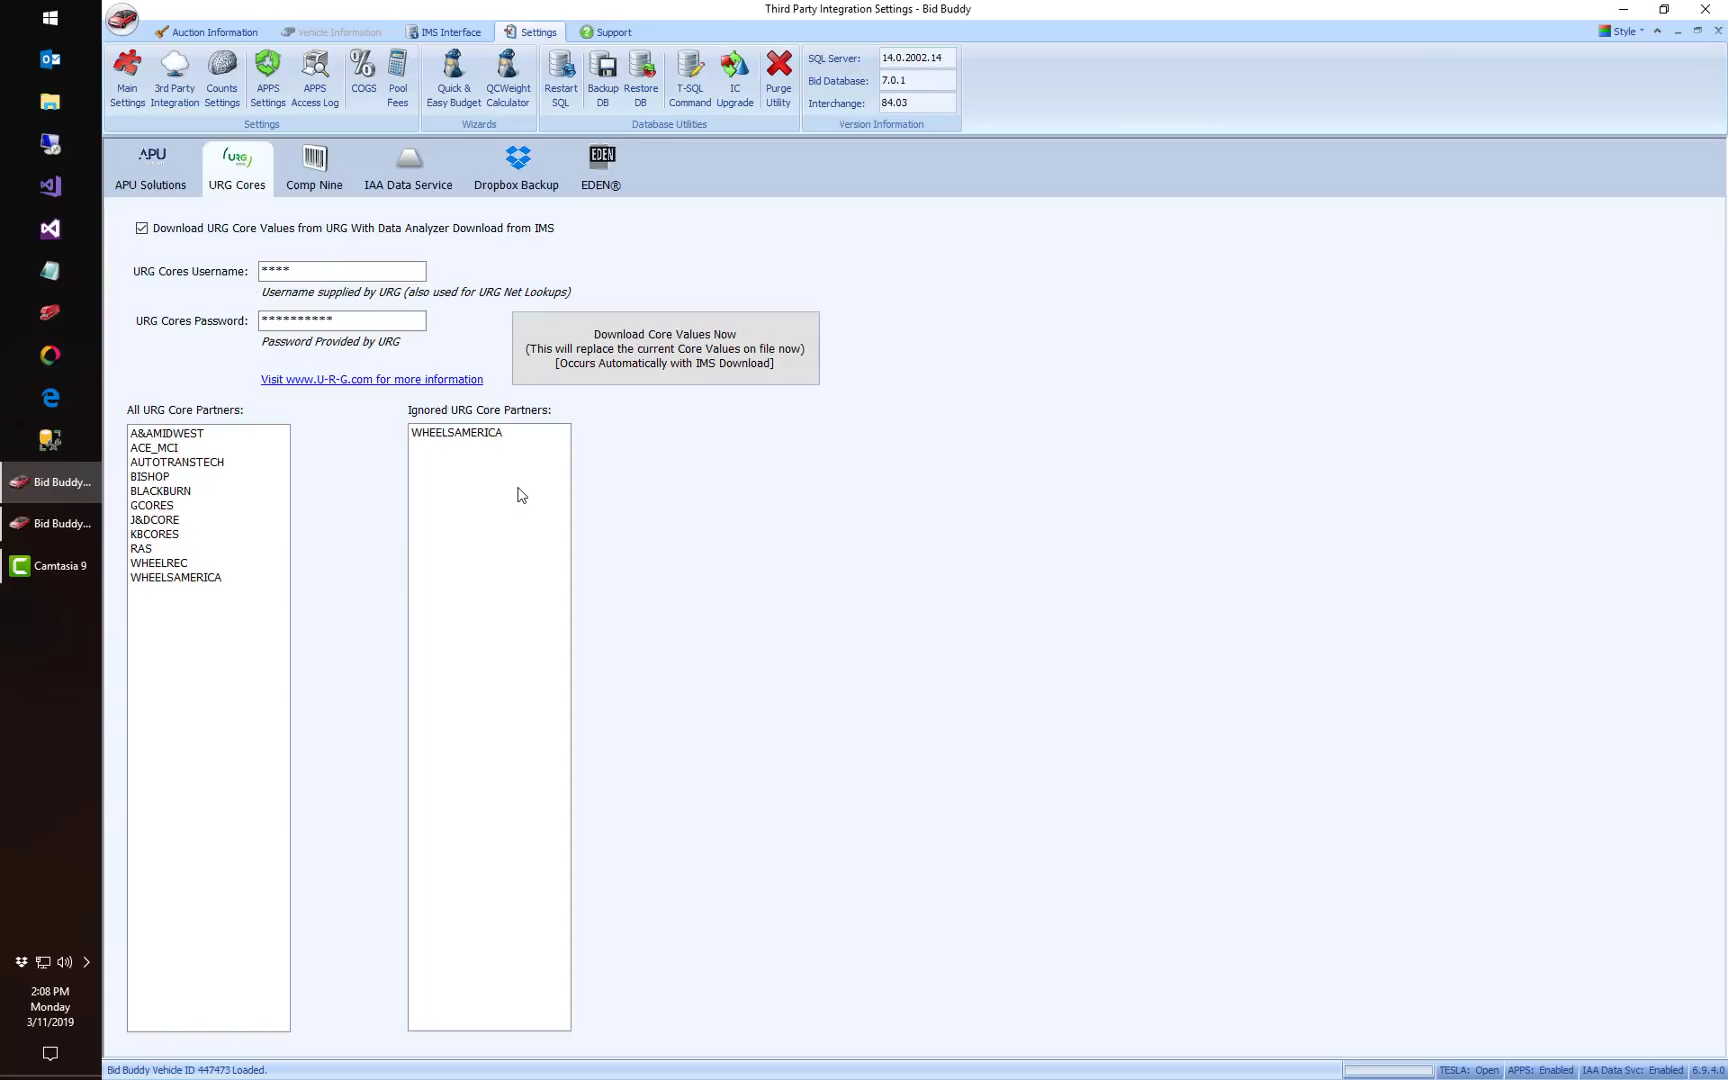 Third Party Integration Settings - Bid Buddy
Auction Information
Vehicle Information
IMS Interface
Settings
Support
Style
Main
Settings
3rd Party
Integration
Counts
Settings
APPS
Settings
APPS
Access Log
COGS
Pool
Fees
Settings
Quick &
Easy Budget
QCWeight
Calculator
Wizards
Restart
SQL
Backup
DB
Restore
DB
T-SQL
Command
IC
Upgrade
Purge
Utility
Database Utilities
SQL Server: 14.0.2002.14
Bid Database: 7.0.1
Interchange: 84.03
Version Information
APU
APU Solutions
URG
URG Cores
Comp Nine
IAA Data Service
Dropbox Backup
EDEN
EDEN®
Download URG Core Values from URG With Data Analyzer Download from IMS
URG Cores Username: ****
Username supplied by URG (also used for URG Net Lookups)
URG Cores Password: **********
Password Provided by URG
Download Core Values Now
(This will replace the current Core Values on file now)
[Occurs Automatically with IMS Download]
Visit www.U-R-G.com for more information
All URG Core Partners:
A&AMIDWEST
ACE_MCI
AUTOTRANSTECH
BISHOP
BLACKBURN
GCORES
J&DCORE
KBCORES
RAS
WHEELREC
WHEELSAMERICA
Ignored URG Core Partners:
WHEELSAMERICA
Bid Buddy...
Bid Buddy...
Camtasia 9
2:08 PM
Monday
3/11/2019
Bid Buddy Vehicle ID 447473 Loaded.
TESLA: Open
APPS: Enabled
IAA Data Svc: Enabled
6.9.4.0